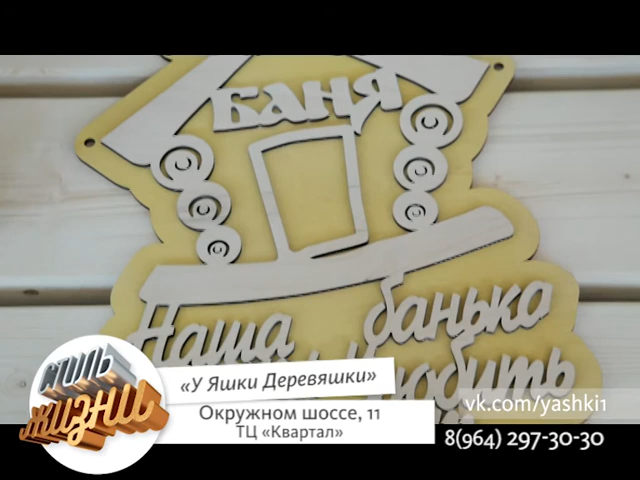 Баня
Наша банька
любить
СТИЛЬ
ЖИЗНИ
«У Яшки Деревяшки»
Окружном шоссе, 11
ТЦ «Квартал»
vk.com/yashki1
8(964) 297-30-30